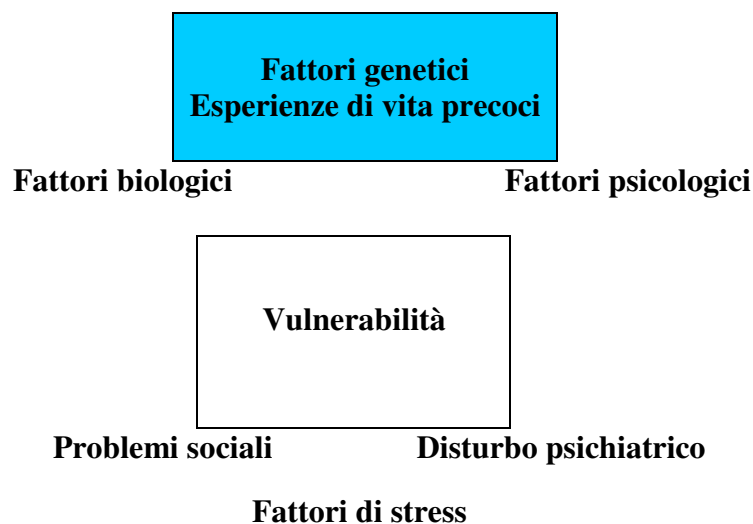 Fattori genetici
Esperienze di vita precoci
Fattori biologici Fattori psicologici
Vulnerabilità
Problemi sociali Disturbo psichiatrico
Fattori di stress